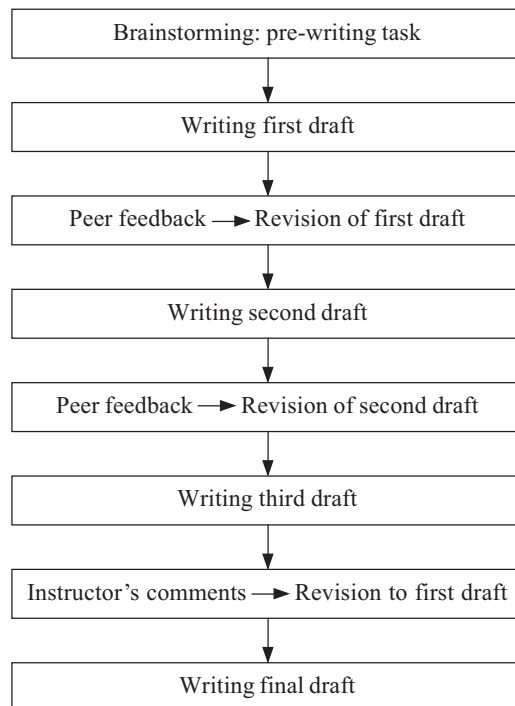 Brainstorming: pre-writing task
Writing first draft
Peer feedback → Revision of first draft
Writing second draft
Peer feedback → Revision of second draft
Writing third draft
Instructor’s comments → Revision to first draft
Writing final draft